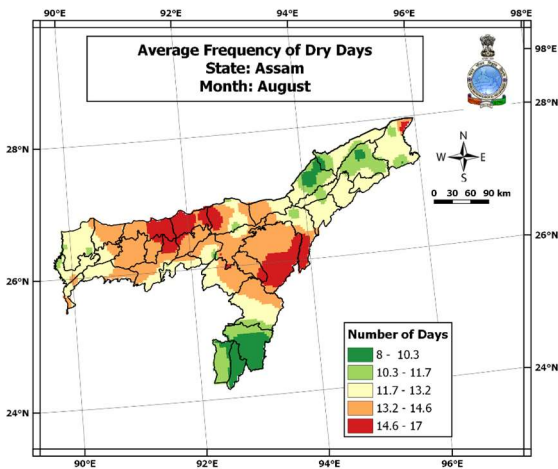 90°E 92°E 94°E 96°E 98°E
Average Frequency of Dry Days
State: Assam
Month: August
98°E
N
W E
S
0 30 60 90 km
28°N
28°N
26°N
26°N
24°N
24°N
Number of Days
8 - 10.3
10.3 - 11.7
11.7 - 13.2
13.2 - 14.6
14.6 - 17
90°E 92°E 94°E 96°E